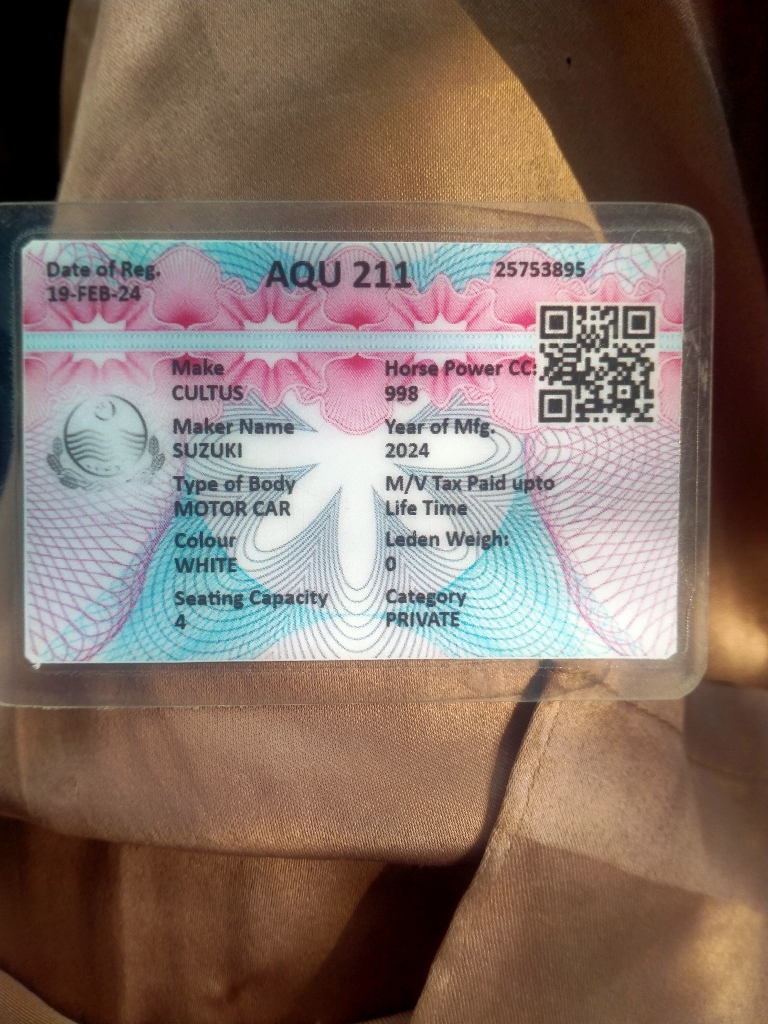 Date of Reg. AQU 211 25753895
19-FEB-24
Make Horse Power CC:
CULTUS 998
Maker Name Year of Mfg.
SUZUKI 2024
Type of Body M/V Tax Paid upto
MOTOR CAR Life Time
Colour Leden Weigh:
WHITE 0
Seating Capacity Category
4 PRIVATE